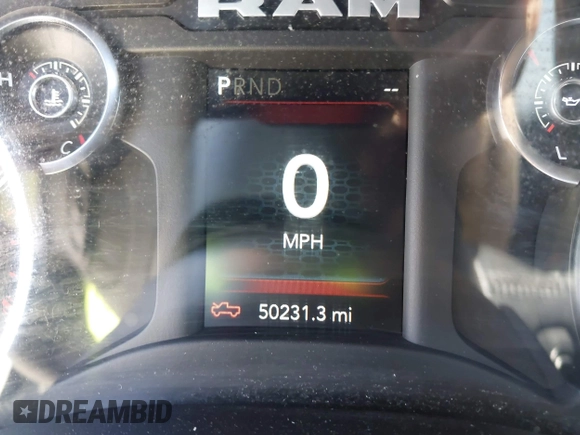 RAM
H
PRND
--
C
L
0
MPH
50231.3 mi
DREAMBID